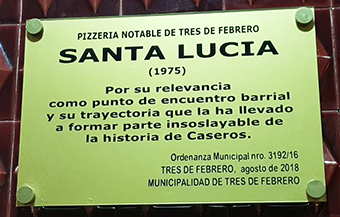 PIZZERIA NOTABLE DE TRES DE FEBRERO
SANTA LUCIA
(1975)
Por su relevancia
como punto de encuentro barrial
y su trayectoria que la ha llevado
a formar parte insoslayable de
la historia de Caseros.
Ordenanza Municipal nro. 3192/16
TRES DE FEBRERO, agosto de 2018
MUNICIPALIDAD DE TRES DE FEBRERO